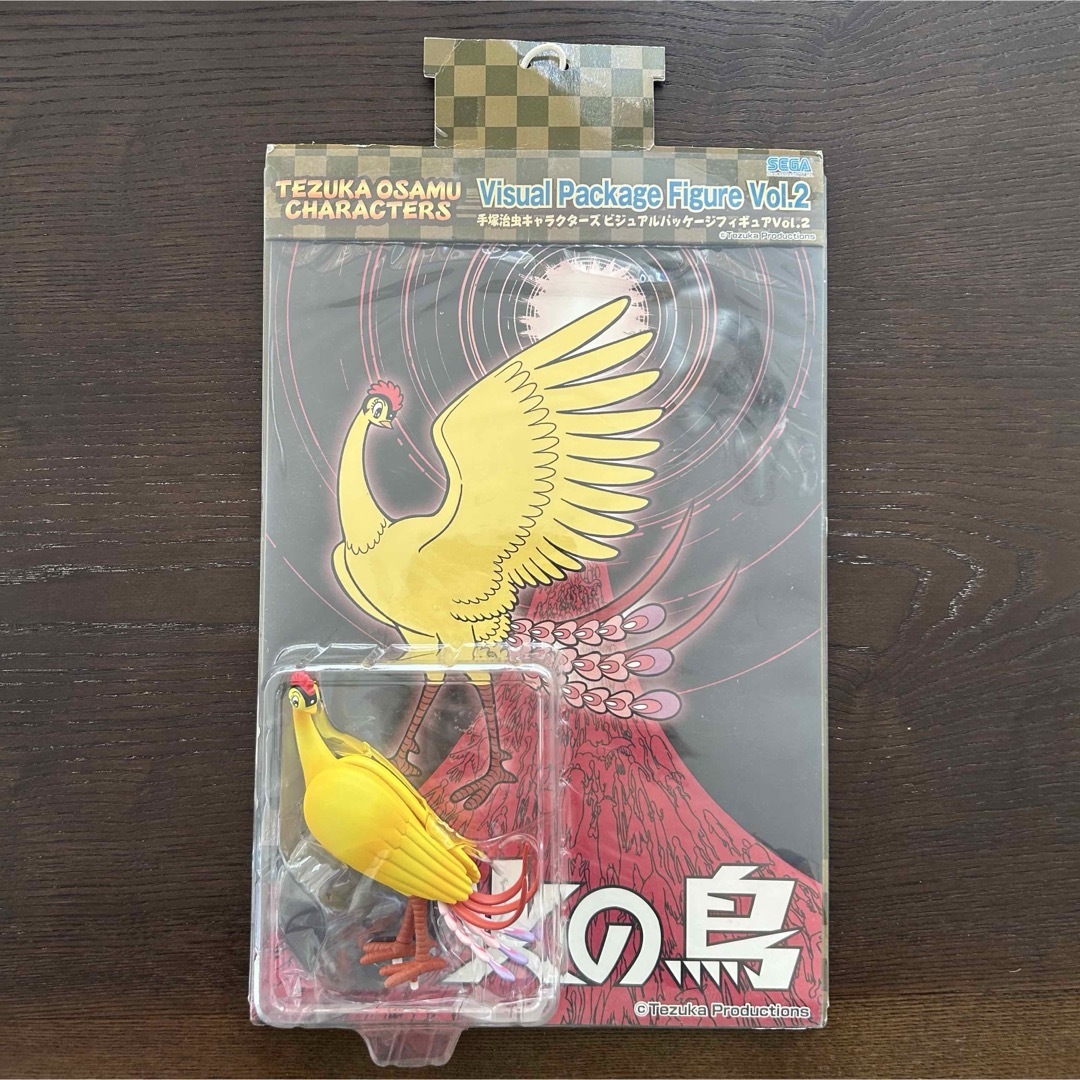 SEGA
TEZUKA OSAMU
CHARACTERS
Visual Package Figure Vol.2
手塚治虫キャラクターズ ビジュアルパッケージフィギュアVol.2
©Tezuka Productions
の鳥
©Tezuka Productions